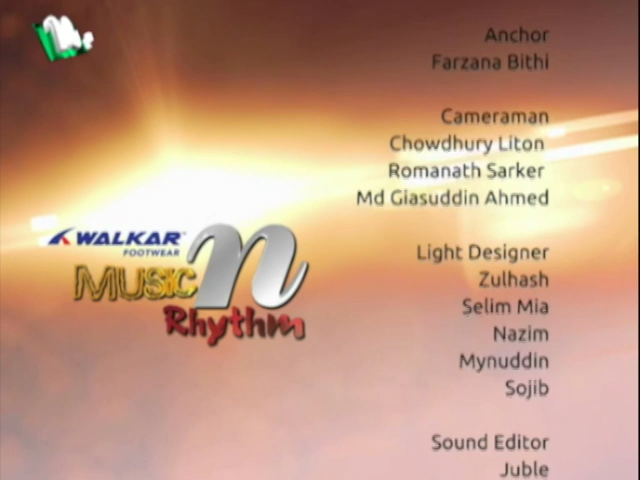 Anchor
Farzana Bithi
Cameraman
Chowdhury Liton
Romanath Sarker
Md Giasuddin Ahmed
WALKAR
FOOTWEAR
MUSIC n
Rhythm
Light Designer
Zulhash
Selim Mia
Nazim
Mynuddin
Sojib
Sound Editor
Juble